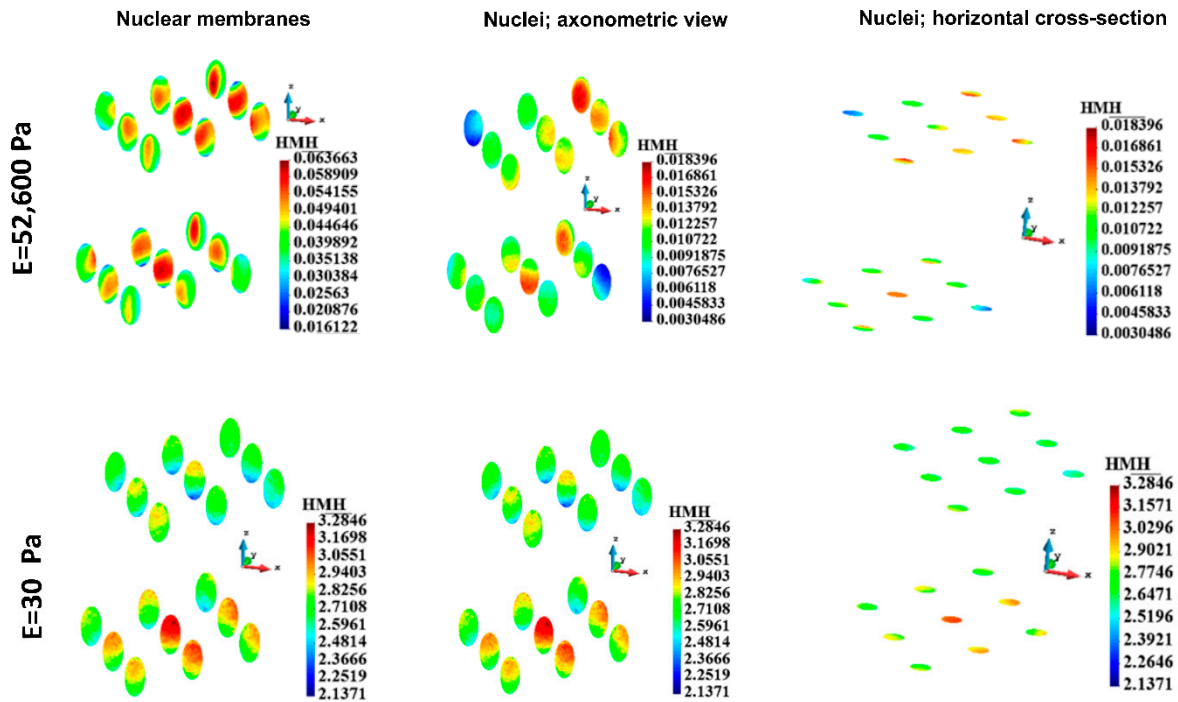 Nuclear membranes
Nuclei; axonometric view
Nuclei; horizontal cross-section
E=52,600 Pa
z
y
x
HMH
0.063663
0.058909
0.054155
0.049401
0.044646
0.039892
0.035138
0.030384
0.02563
0.020876
0.016122
z
y
x
HMH
0.018396
0.016861
0.015326
0.013792
0.012257
0.010722
0.0091875
0.0076527
0.006118
0.0045833
0.0030486
z
y
x
HMH
0.018396
0.016861
0.015326
0.013792
0.012257
0.010722
0.0091875
0.0076527
0.006118
0.0045833
0.0030486
E=30 Pa
z
y
x
HMH
3.2846
3.1698
3.0551
2.9403
2.8256
2.7108
2.5961
2.4814
2.3666
2.2519
2.1371
z
y
x
HMH
3.2846
3.1698
3.0551
2.9403
2.8256
2.7108
2.5961
2.4814
2.3666
2.2519
2.1371
z
y
x
HMH
3.2846
3.1571
3.0296
2.9021
2.7746
2.6471
2.5196
2.3921
2.2646
2.1371